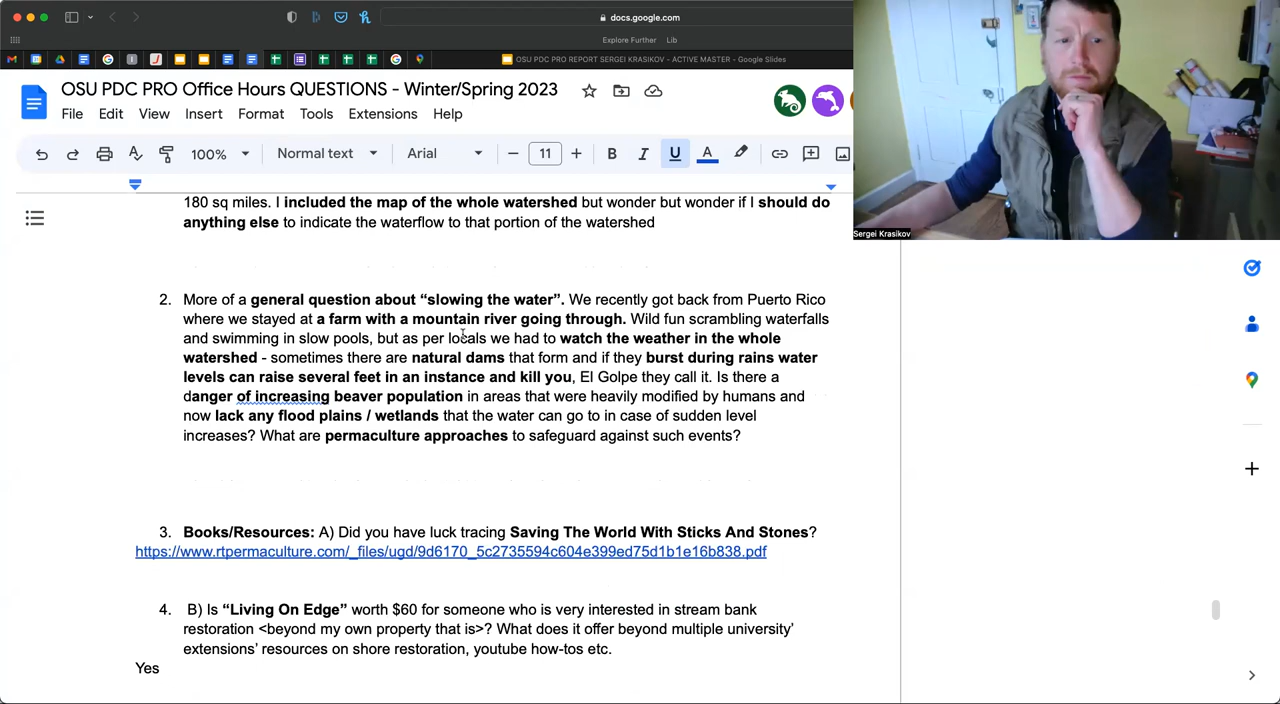 docs.google.com
Explore Further Lib
OSU PDC PRO REPORT SERGEI KRASIKOV - ACTIVE MASTER - Google Slides
OSU PDC PRO Office Hours QUESTIONS - Winter/Spring 2023
File Edit View Insert Format Tools Extensions Help
100% Normal text Arial 11 B I U A
180 sq miles. I included the map of the whole watershed but wonder but wonder if I should do
anything else to indicate the waterflow to that portion of the watershed
2. More of a general question about “slowing the water”. We recently got back from Puerto Rico
where we stayed at a farm with a mountain river going through. Wild fun scrambling waterfalls
and swimming in slow pools, but as per locals we had to watch the weather in the whole
watershed - sometimes there are natural dams that form and if they burst during rains water
levels can raise several feet in an instance and kill you, El Golpe they call it. Is there a
danger of increasing beaver population in areas that were heavily modified by humans and
now lack any flood plains / wetlands that the water can go to in case of sudden level
increases? What are permaculture approaches to safeguard against such events?
3. Books/Resources: A) Did you have luck tracing Saving The World With Sticks And Stones?
https://www.rtpermaculture.com/_files/ugd/9d6170_5c2735594c604e399ed75d1b1e16b838.pdf
4. B) Is “Living On Edge” worth $60 for someone who is very interested in stream bank
restoration <beyond my own property that is>? What does it offer beyond multiple university’
extensions’ resources on shore restoration, youtube how-tos etc.
Yes
Sergei Krasikov